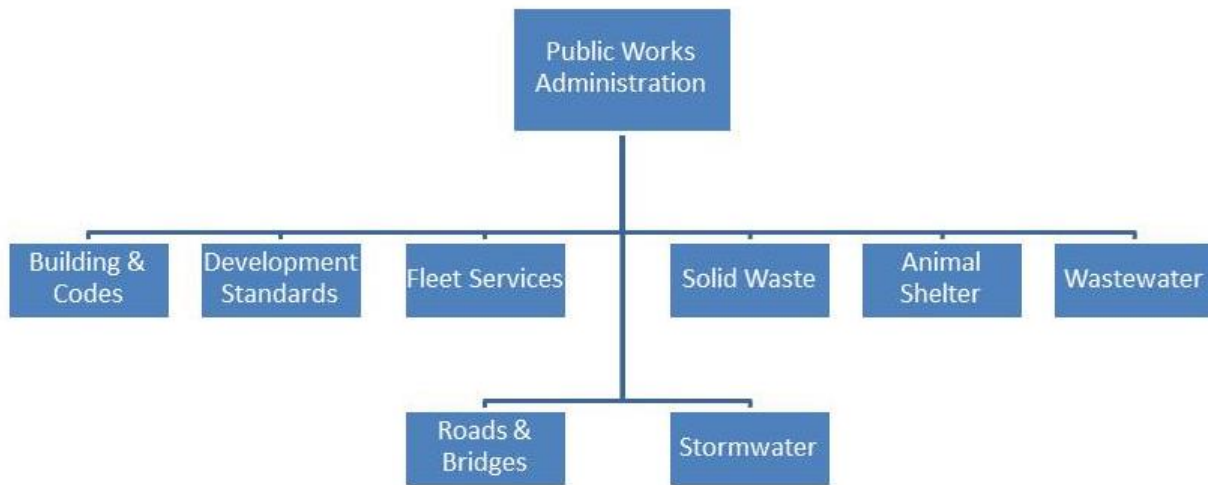 Public Works
Administration
Building &
Codes
Development
Standards
Fleet Services
Solid Waste
Animal
Shelter
Wastewater
Roads &
Bridges
Stormwater